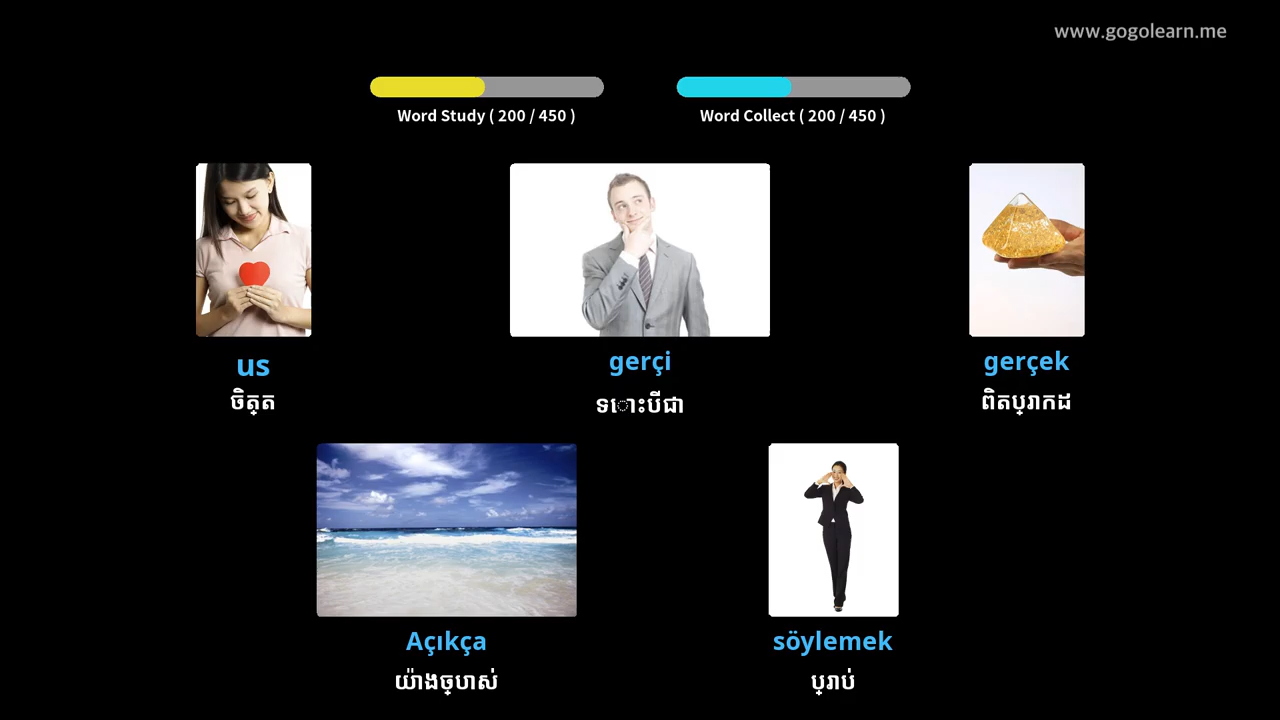 www.gogolearn.me
Word Study ( 200 / 450 )
Word Collect ( 200 / 450 )
us
ចិត្ត
gerçi
ទោះបីជា
gerçek
ពិតប្រាកដ
Açıkça
យ៉ាងច្បាស់
söylemek
ប្រាប់